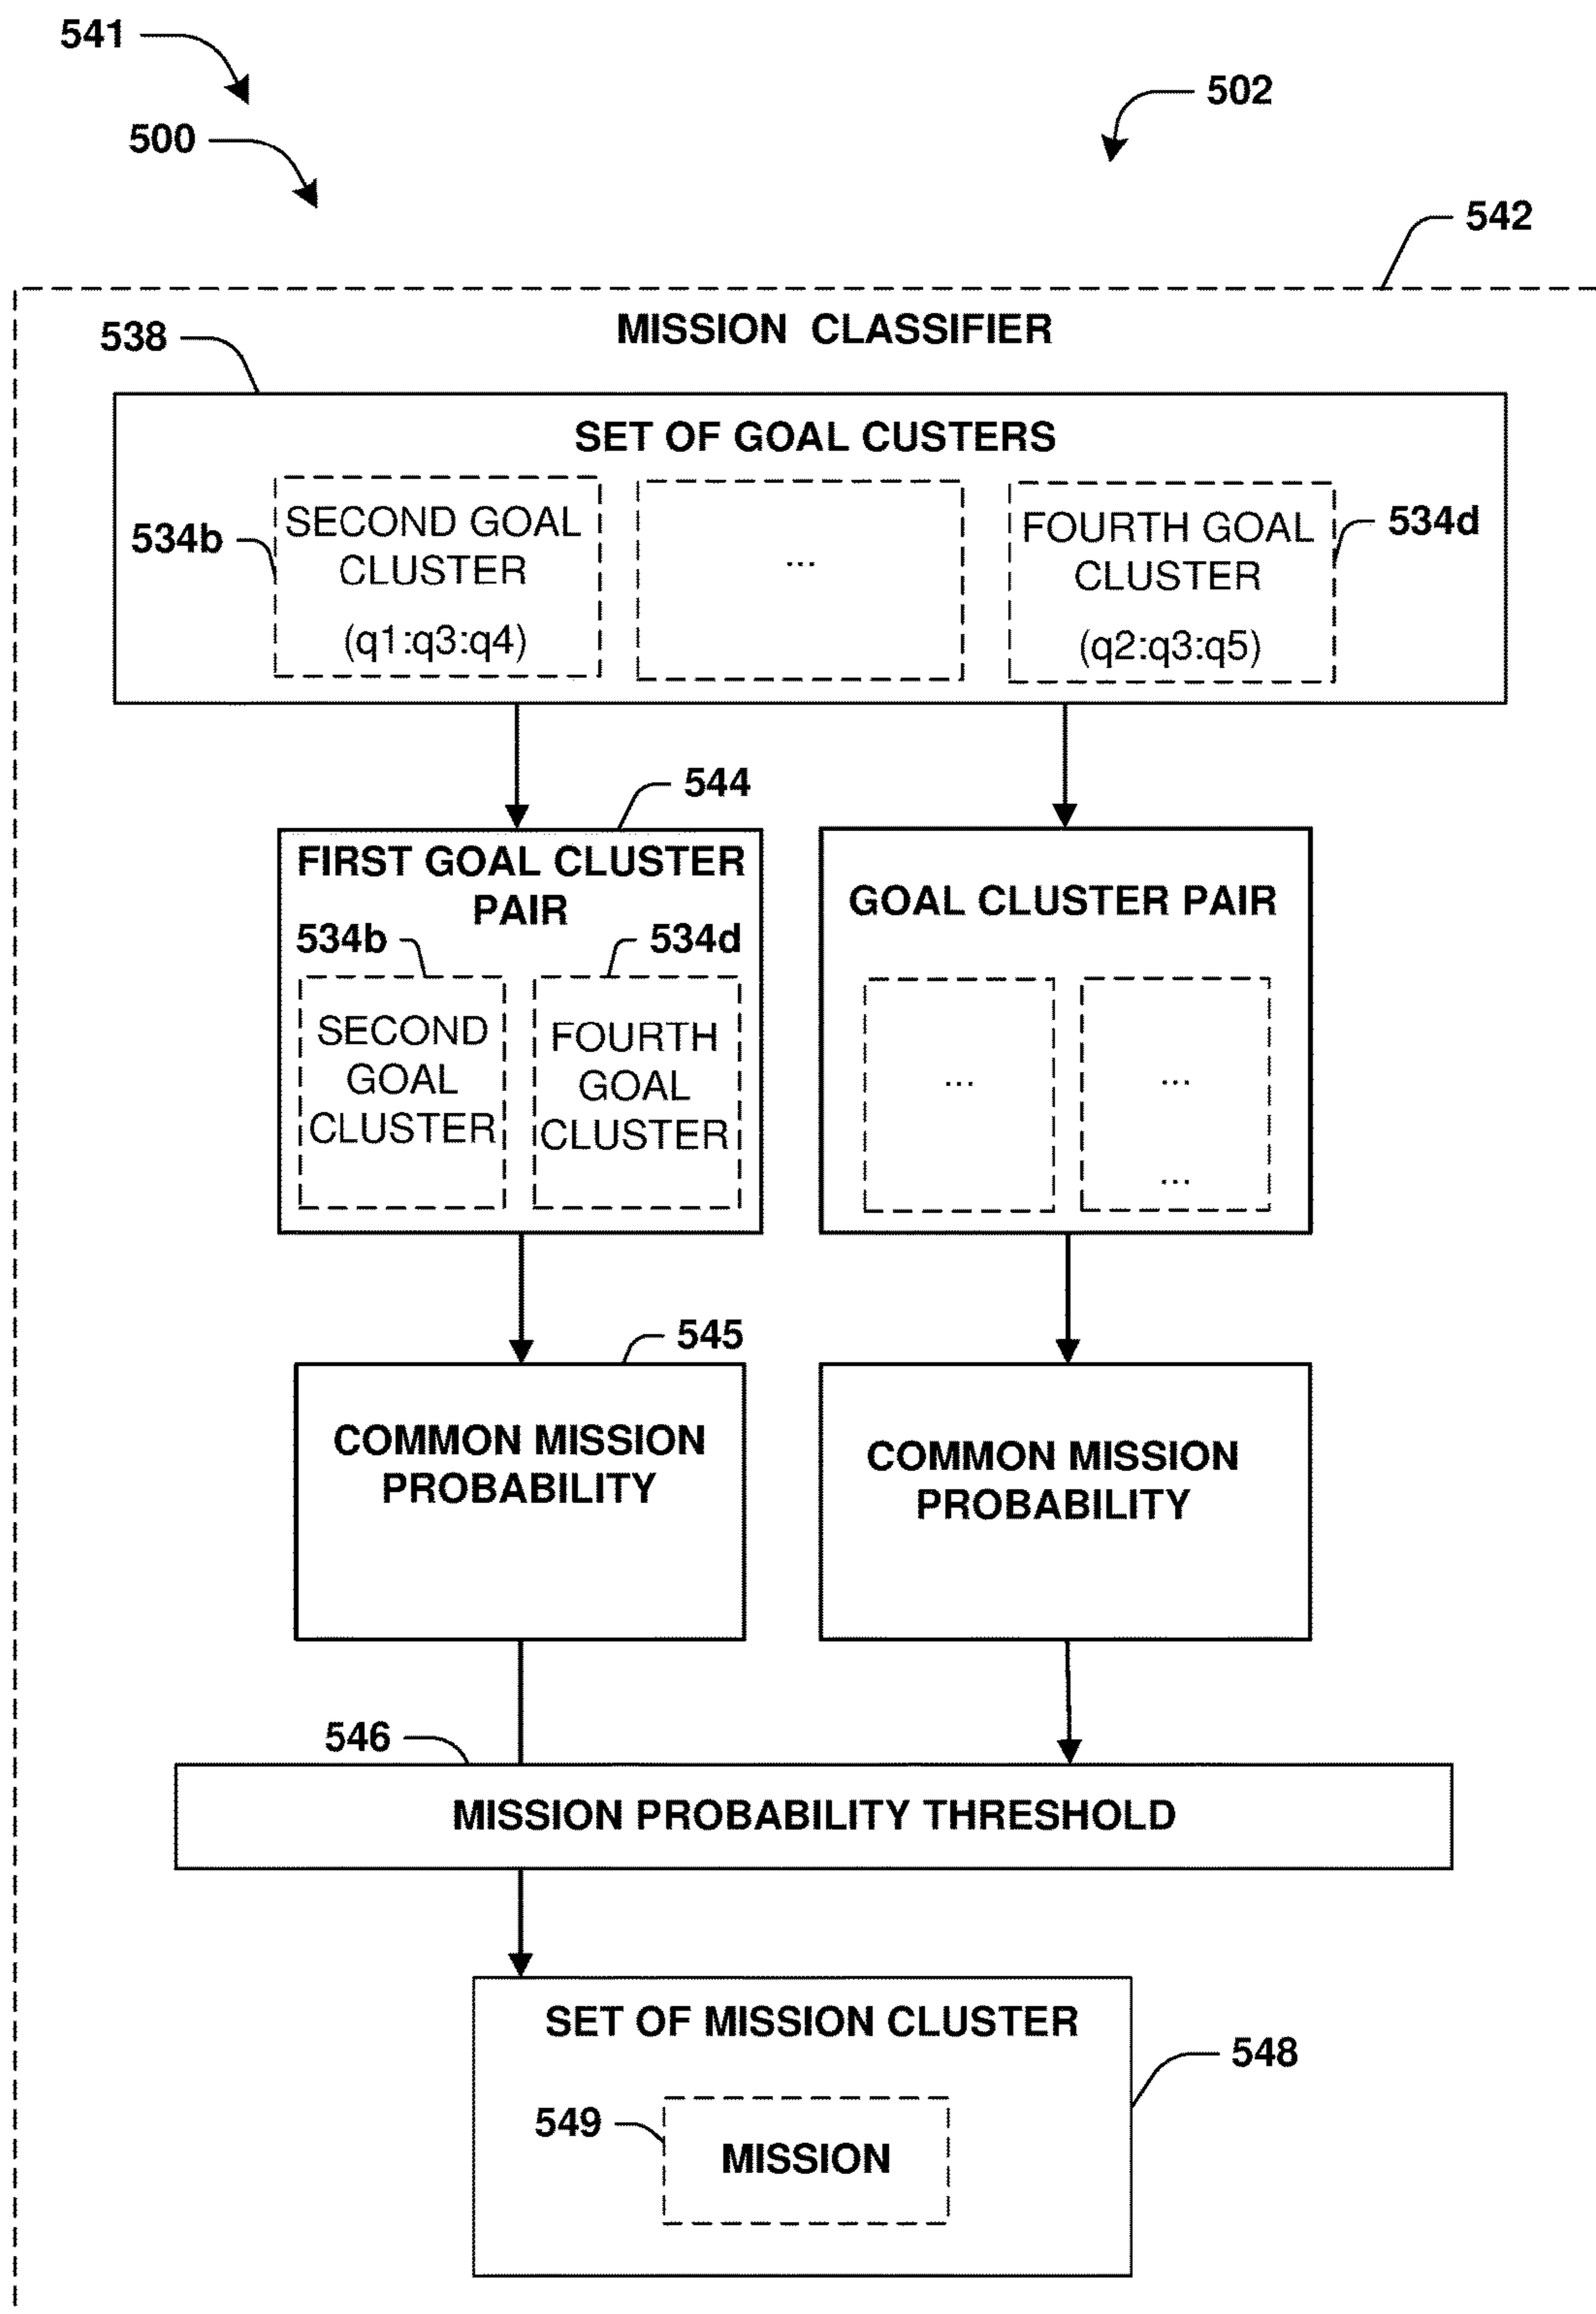 541
502
500
542
MISSION CLASSIFIER
538
SET OF GOAL CUSTERS
534b
SECOND GOAL
CLUSTER
(q1:q3:q4)
...
FOURTH GOAL
CLUSTER
(q2:q3:q5)
534d
544
FIRST GOAL CLUSTER
PAIR
534b
534d
SECOND
GOAL
CLUSTER
FOURTH
GOAL
CLUSTER
GOAL CLUSTER PAIR
...
...
...
545
COMMON MISSION
PROBABILITY
COMMON MISSION
PROBABILITY
546
MISSION PROBABILITY THRESHOLD
SET OF MISSION CLUSTER
548
549
MISSION